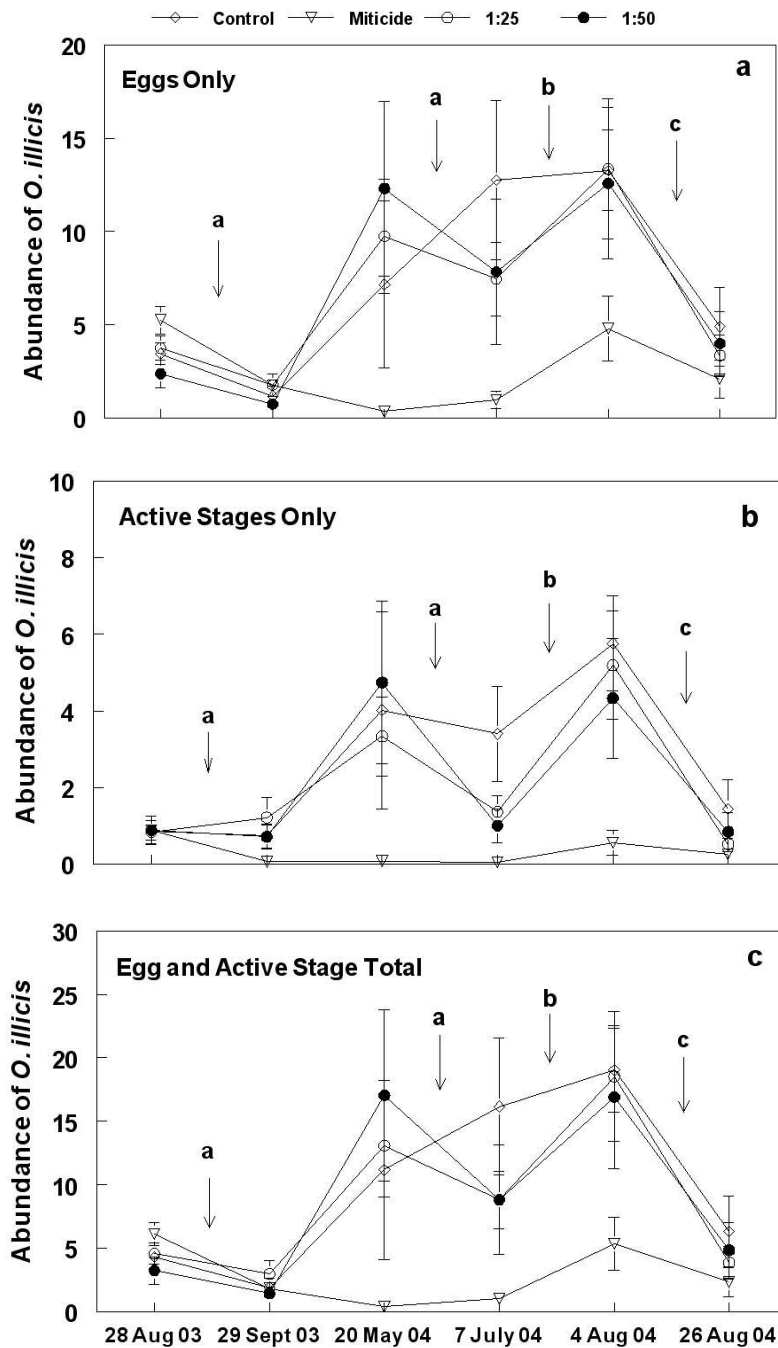 Control Miticide 1:25 1:50
20
a
Eggs Only
a
b
c
15
Abundance of O. illicis
10
a
5
0
10
Active Stages Only
b
8
b
a
c
6
Abundance of O. illicis
a
4
2
0
30
Egg and Active Stage Total
c
25
a
b
c
20
Abundance of O. illicis
15
a
10
5
0
28 Aug 03 29 Sept 03 20 May 04 7 July 04 4 Aug 04 26 Aug 04